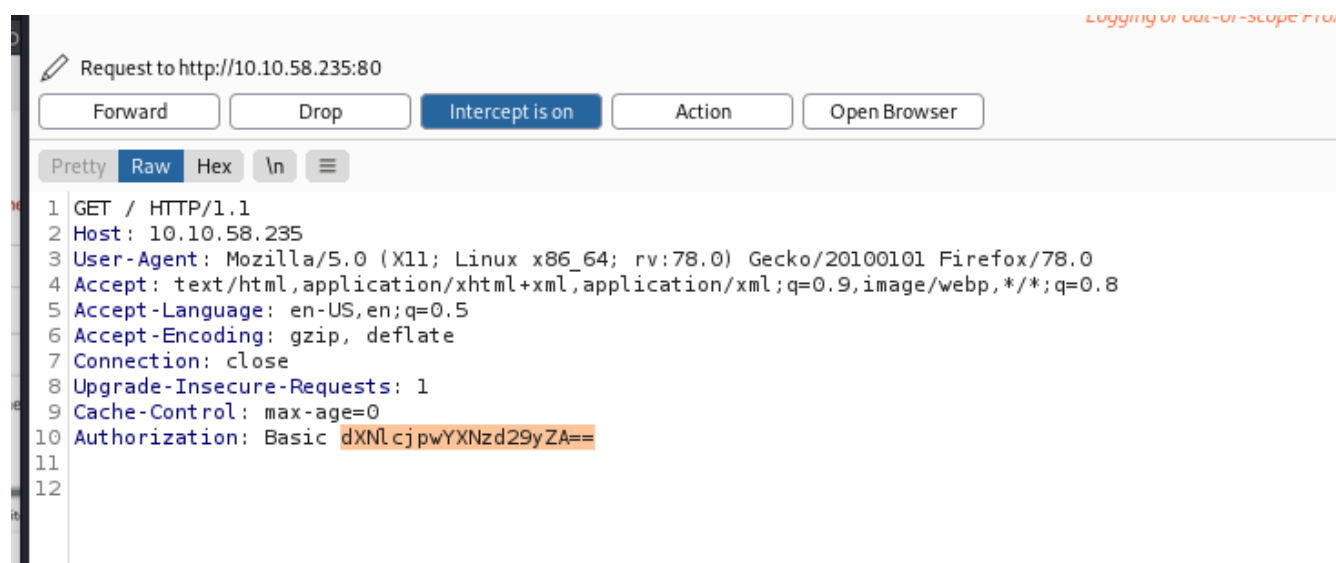 Request to http://10.10.58.235:80
Forward Drop Intercept is on Action Open Browser
Pretty Raw Hex \n
1 GET / HTTP/1.1
2 Host: 10.10.58.235
3 User-Agent: Mozilla/5.0 (X11; Linux x86_64; rv:78.0) Gecko/20100101 Firefox/78.0
4 Accept: text/html,application/xhtml+xml,application/xml;q=0.9,image/webp,*/*;q=0.8
5 Accept-Language: en-US,en;q=0.5
6 Accept-Encoding: gzip, deflate
7 Connection: close
8 Upgrade-Insecure-Requests: 1
9 Cache-Control: max-age=0
10 Authorization: Basic dXNlcjpwYXNzd29yZA==
11
12